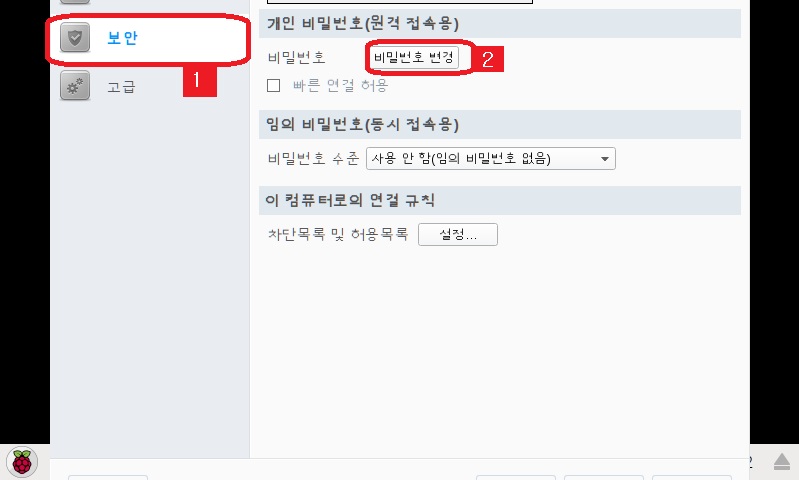 개인 비밀번호(원격 접속용)
보안
비밀번호 비밀번호 변경 2
1
빠른 연결 허용
고급
임의 비밀번호(동시 접속용)
비밀번호 수준 사용 안 함(임의 비밀번호 없음)
이 컴퓨터로의 연결 규칙
차단목록 및 허용목록 설정...
2